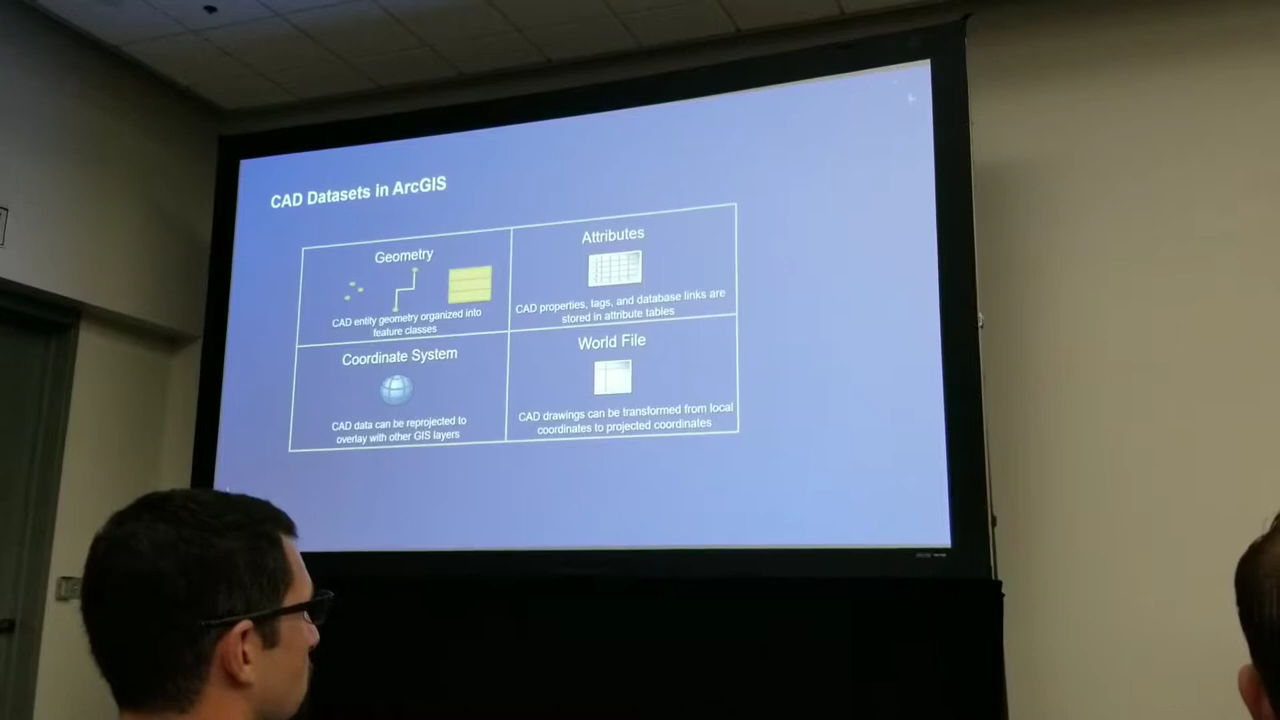 CAD Datasets in ArcGIS
Geometry
CAD entity geometry organized into
feature classes
Attributes
CAD properties, tags, and database links are
stored in attribute tables
Coordinate System
CAD data can be reprojected to
overlay with other GIS layers
World File
CAD drawings can be transformed from local
coordinates to projected coordinates